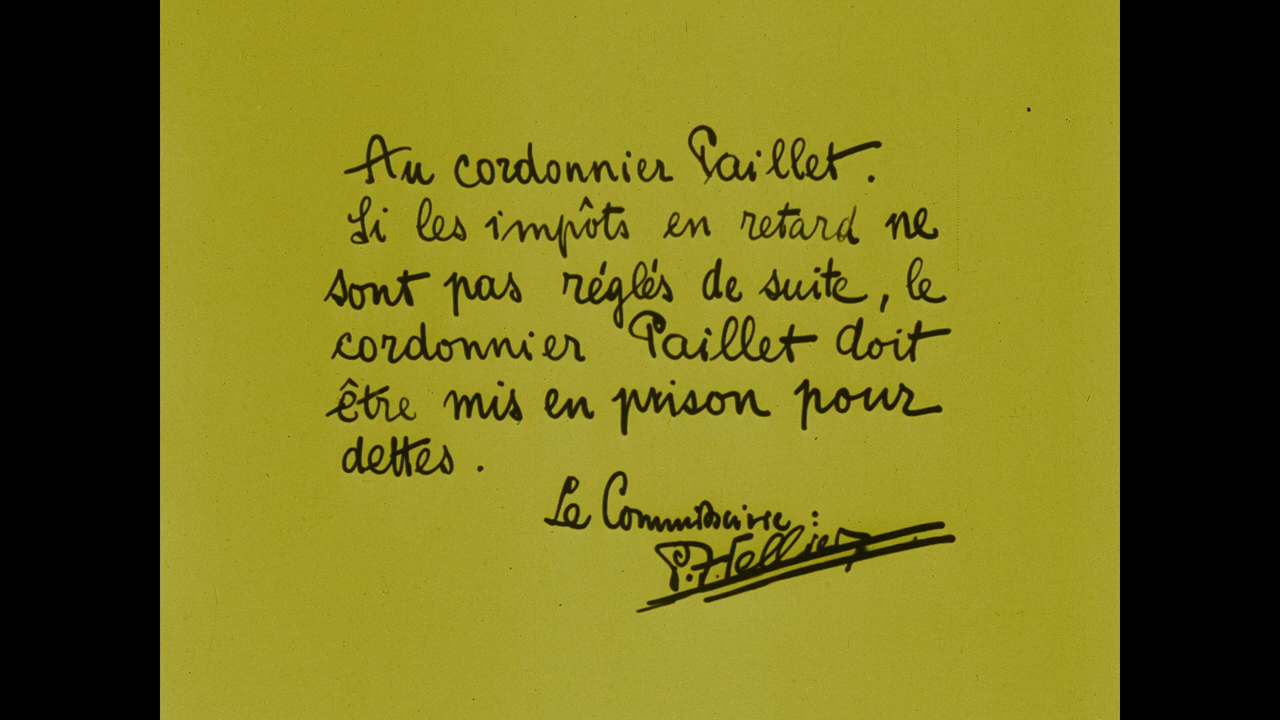 Au cordonnier Paillet.
Si les impôts en retard ne
sont pas réglés de suite, le
cordonnier Paillet doit
être mis en prison pour
dettes.
Le Commissaire:
P. Hellier